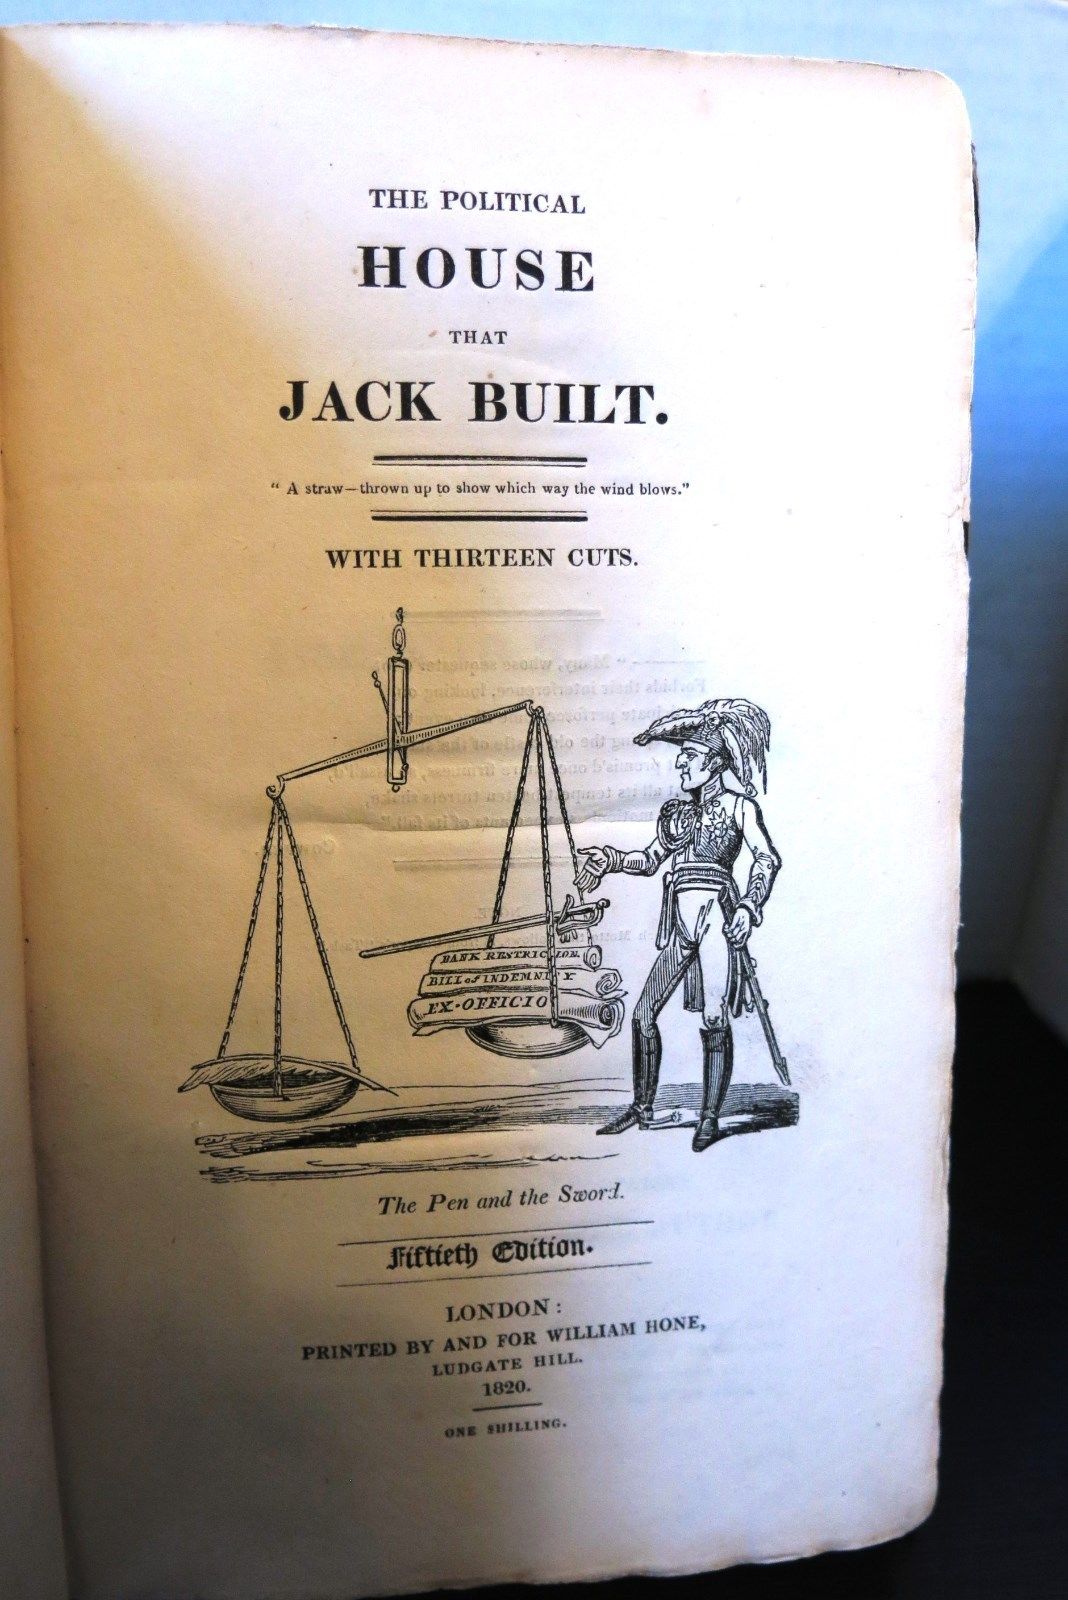 THE POLITICAL
HOUSE
THAT
JACK BUILT.
“ A straw—thrown up to show which way the wind blows.”
WITH THIRTEEN CUTS.
BANK RESTRICTION
BILL of INDEMNITY
EX-OFFICIO
The Pen and the Sword.
Fiftieth Edition.
LONDON:
PRINTED BY AND FOR WILLIAM HONE,
LUDGATE HILL.
1820.
ONE SHILLING.